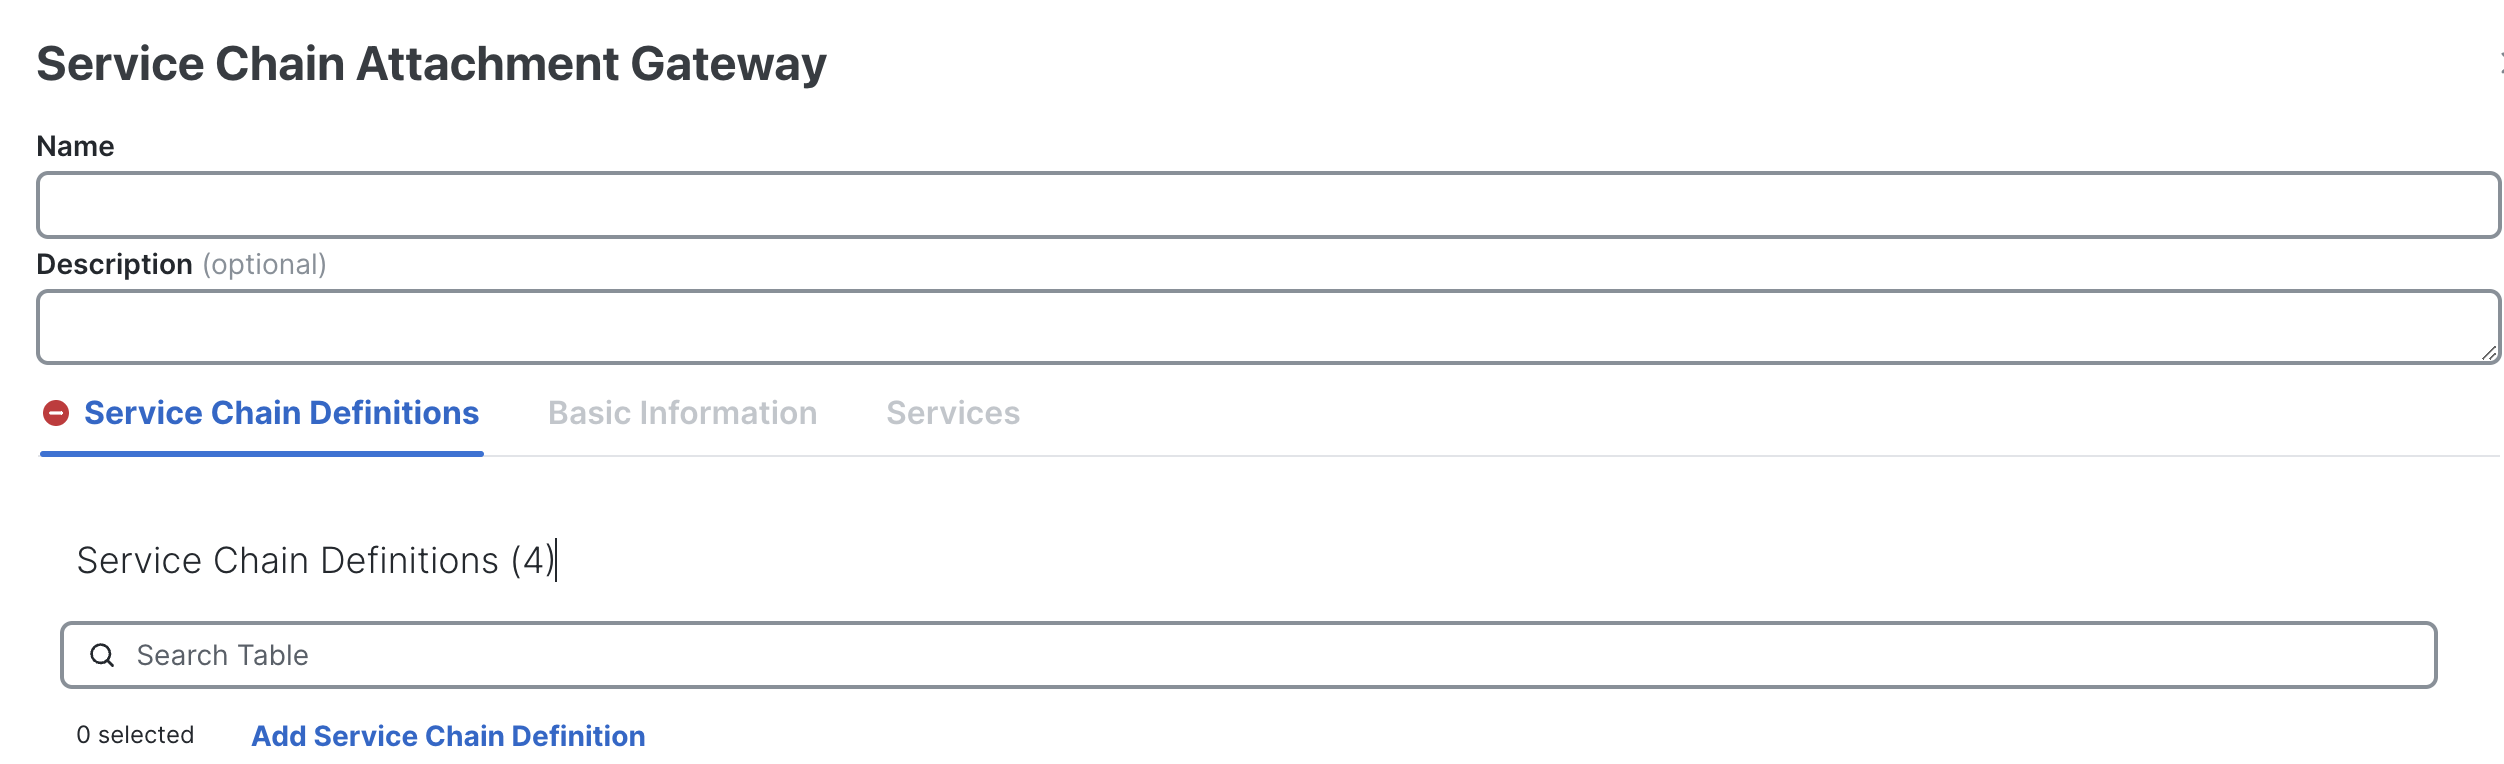 Service Chain Attachment Gateway
Name
Description (optional)
Service Chain Definitions Basic Information Services
Service Chain Definitions (4)
Search Table
0 selected Add Service Chain Definition